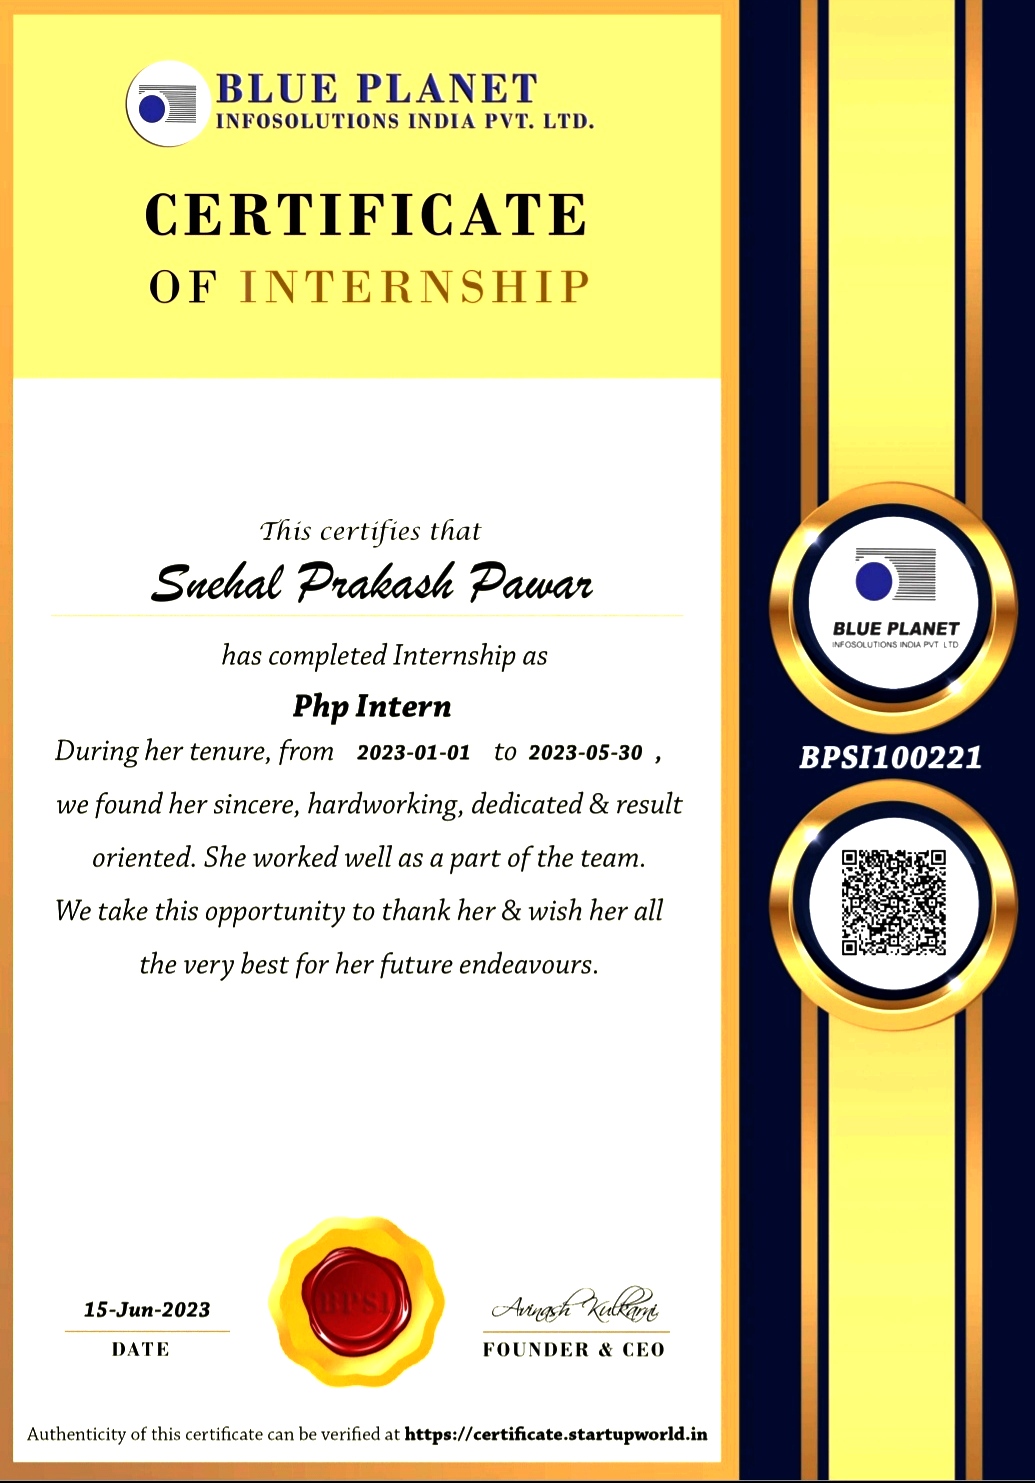 BLUE PLANET
INFOSOLUTIONS INDIA PVT. LTD.
CERTIFICATE
OF INTERNSHIP
This certifies that
Snehal Prakash Pawar
has completed Internship as
Php Intern
During her tenure, from 2023-01-01 to 2023-05-30 ,
we found her sincere, hardworking, dedicated & result
oriented. She worked well as a part of the team.
We take this opportunity to thank her & wish her all
the very best for her future endeavours.
BLUE PLANET
INFOSOLUTIONS INDIA PVT LTD
BPSI100221
15-Jun-2023
DATE
BPSI
Avinash Kulkarni
FOUNDER & CEO
Authenticity of this certificate can be verified at https://certificate.startupworld.in